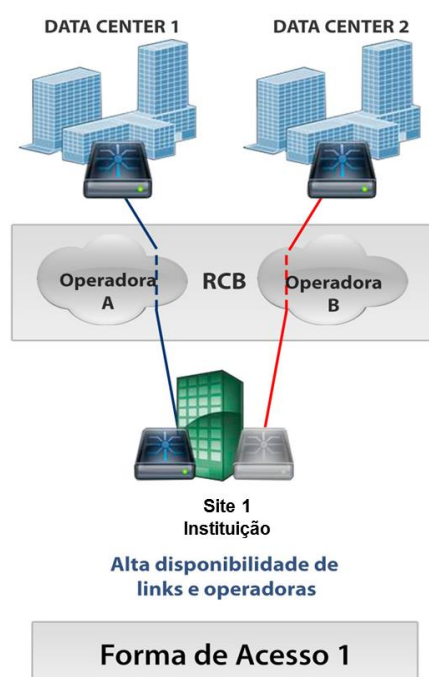 DATA CENTER 1
DATA CENTER 2
Operadora
A
RCB
Operadora
B
Site 1
Instituição
Alta disponibilidade de
links e operadoras
Forma de Acesso 1